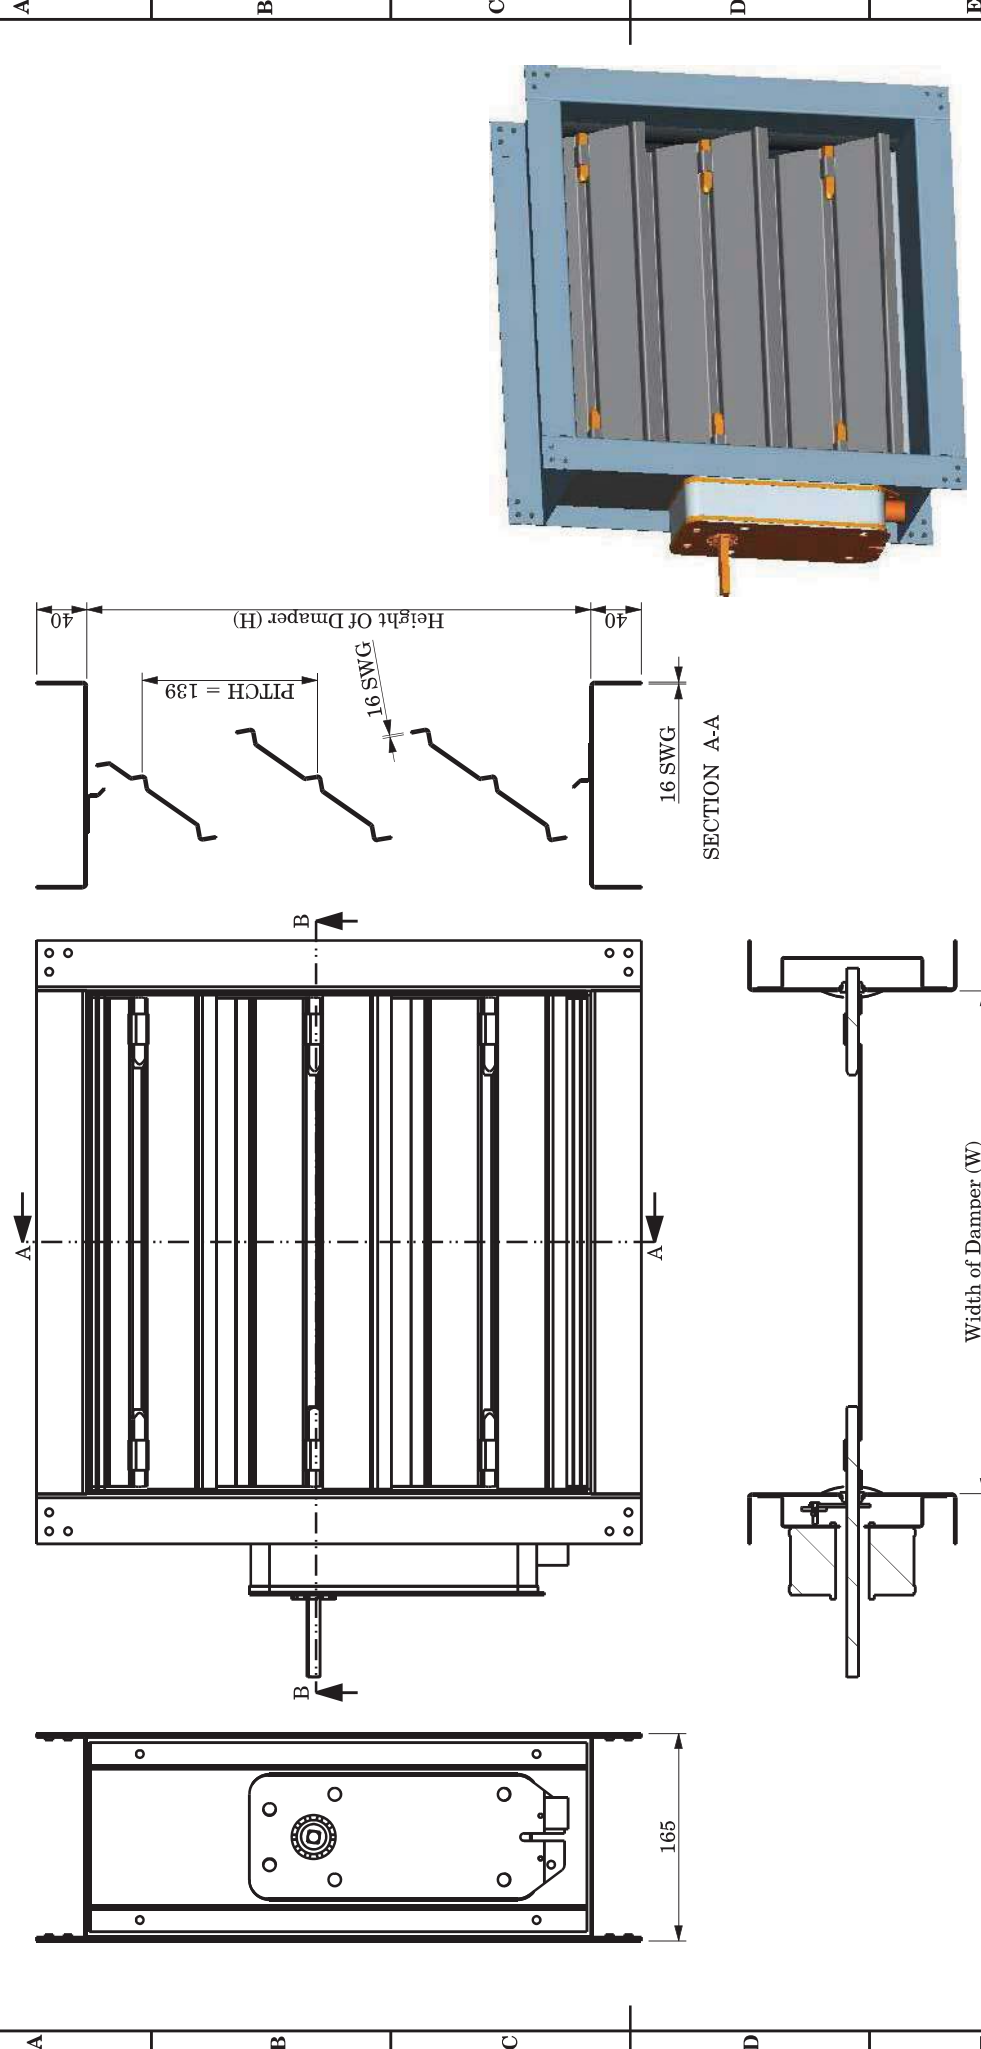 A
B
C
D
E
40
Height Of Dmaper (H)
40
PITCH = 139
16 SWG
16 SWG
SECTION A-A
B
A
A
Width of Damper (W)
B
165
A
B
C
D